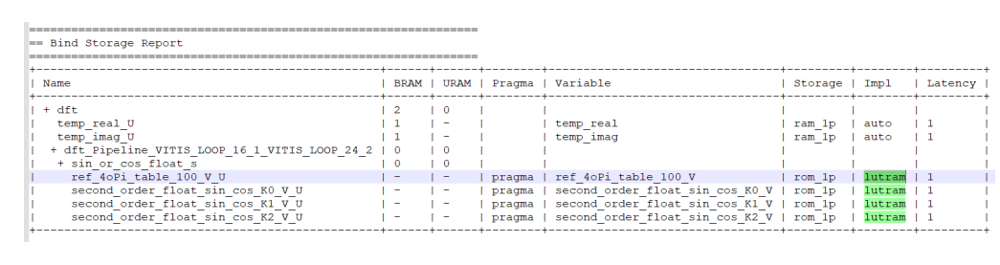 ================================================================
== Bind Storage Report
================================================================
+--------------------------------------------------+------+------+--------+--------------------------------+---------+---------+---------+
| Name | BRAM | URAM | Pragma | Variable | Storage | Impl | Latency |
+--------------------------------------------------+------+------+--------+--------------------------------+---------+---------+---------+
| + dft | 2 | 0 | | | | | |
| temp_real_U | 1 | - | | temp_real | ram_1p | auto | 1 |
| temp_imag_U | 1 | - | | temp_imag | ram_1p | auto | 1 |
| + dft_Pipeline_VITIS_LOOP_16_1_VITIS_LOOP_24_2 | 0 | 0 | | | | | |
| + sin_or_cos_float_s | 0 | 0 | | | | | |
| ref_4oPi_table_100_V_U | - | - | pragma | ref_4oPi_table_100_V | rom_1p | lutram | 1 |
| second_order_float_sin_cos_K0_V_U | - | - | pragma | second_order_float_sin_cos_K0_V | rom_1p | lutram | 1 |
| second_order_float_sin_cos_K1_V_U | - | - | pragma | second_order_float_sin_cos_K1_V | rom_1p | lutram | 1 |
| second_order_float_sin_cos_K2_V_U | - | - | pragma | second_order_float_sin_cos_K2_V | rom_1p | lutram | 1 |
+--------------------------------------------------+------+------+--------+--------------------------------+---------+---------+---------+